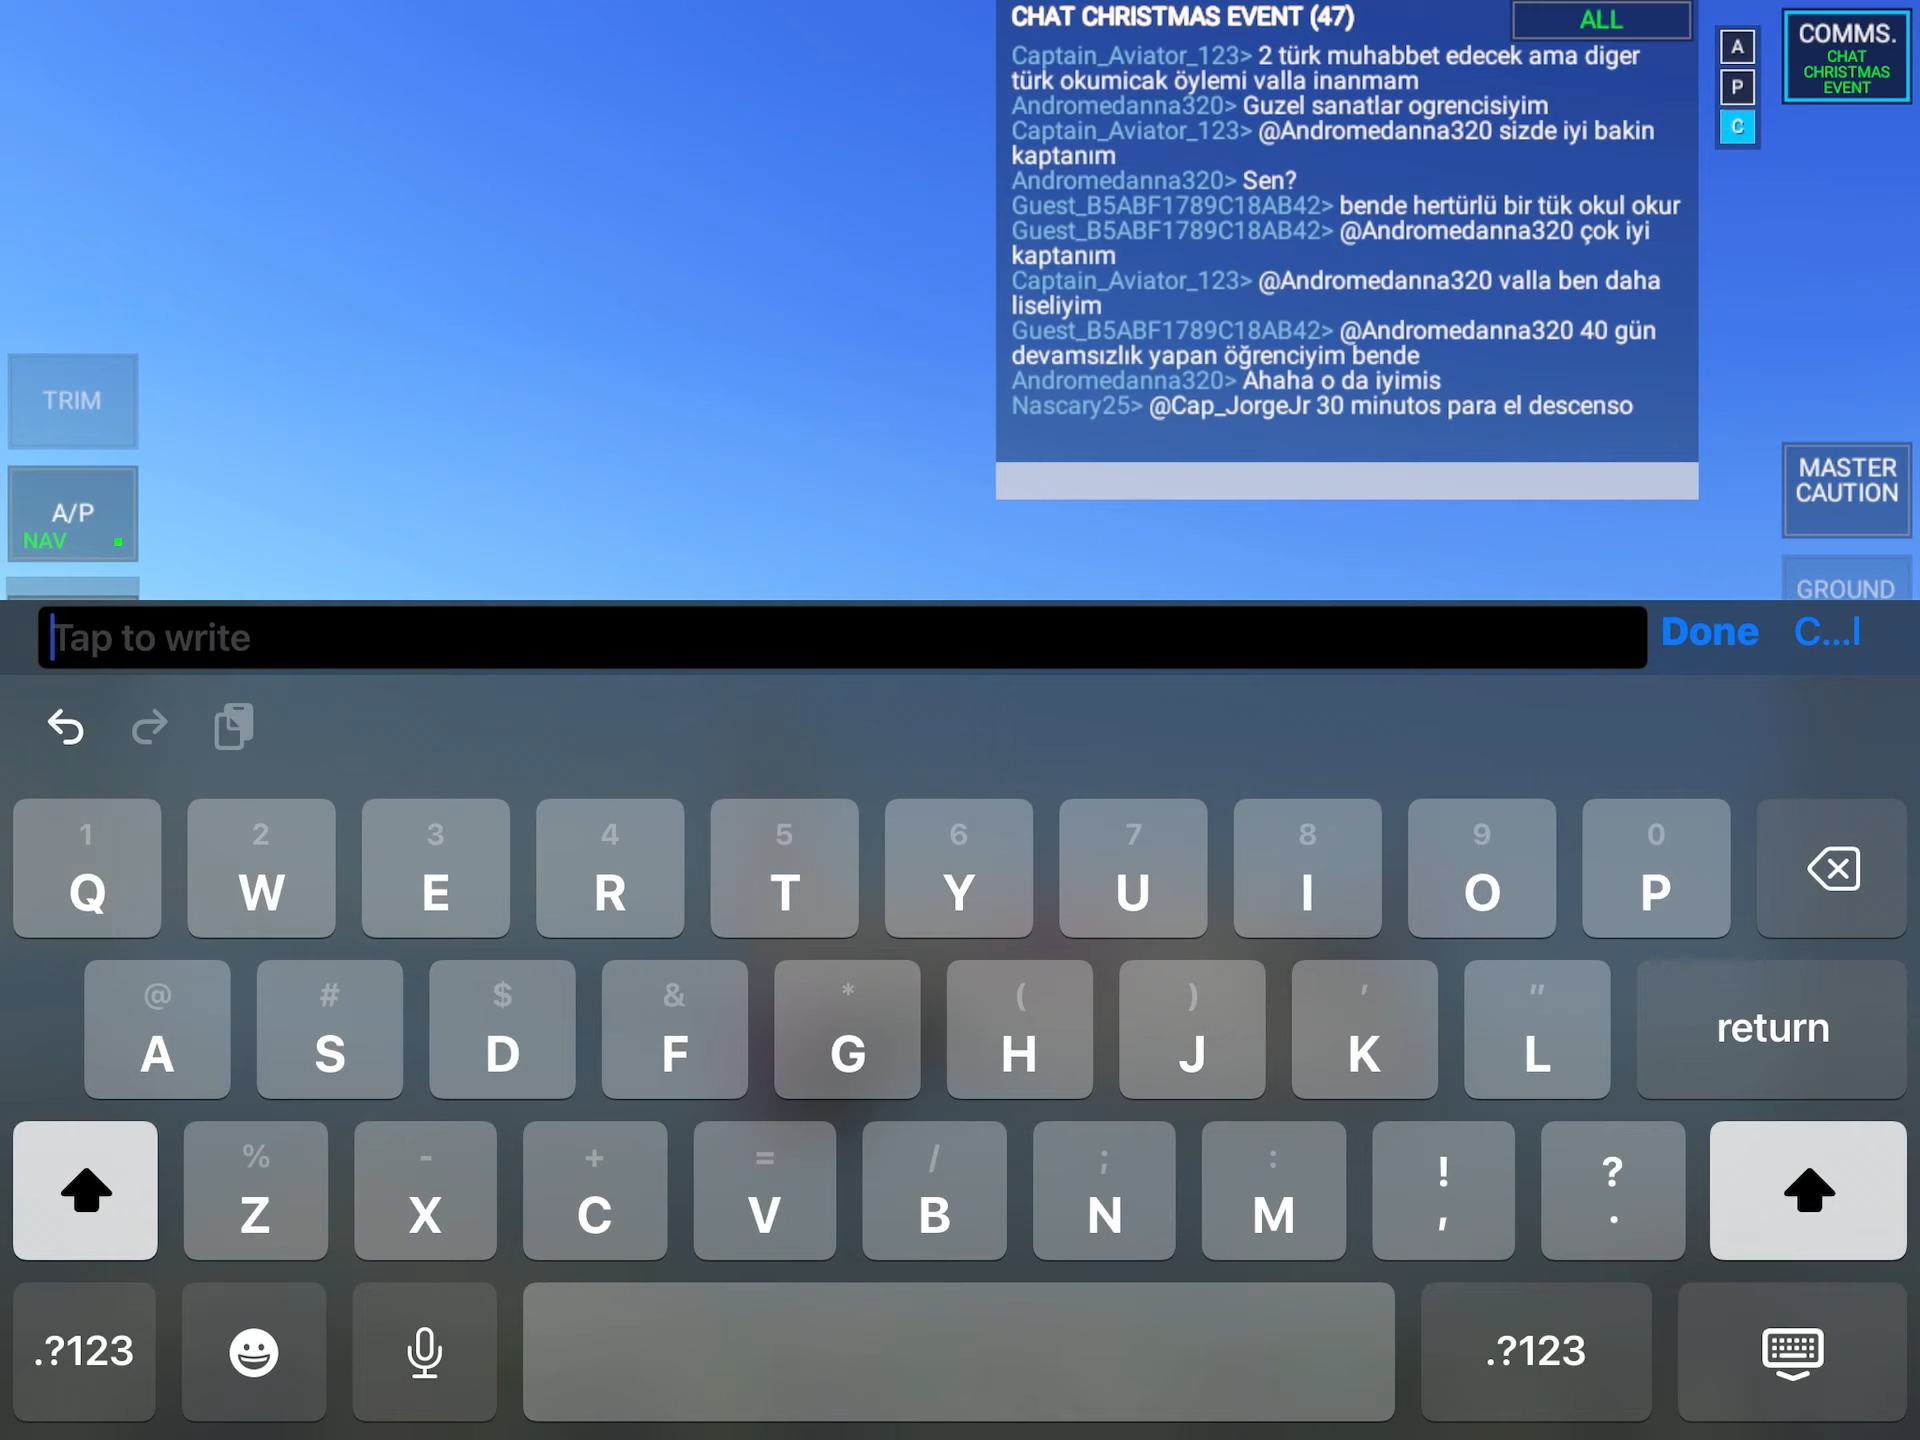 CHAT CHRISTMAS EVENT (47)
ALL
Captain_Aviator_123> 2 türk muhabbet edecek ama diger
türk okumicak öylemi valla inanmam
Andromedanna320> Guzel sanatlar ogrencisiyim
Captain_Aviator_123> @Andromedanna320 sizde iyi bakin
kaptanım
Andromedanna320> Sen?
Guest_B5ABF1789C18AB42> bende hertürlü bir tük okul okur
Guest_B5ABF1789C18AB42> @Andromedanna320 çok iyi
kaptanım
Captain_Aviator_123> @Andromedanna320 valla ben daha
liseliyim
Guest_B5ABF1789C18AB42> @Andromedanna320 40 gün
devamsızlık yapan öğrenciyim bende
Andromedanna320> Ahaha o da iyimis
Nascary25> @Cap_JorgeJr 30 minutos para el descenso
A
P
C
COMMS.
CHAT
CHRISTMAS
EVENT
TRIM
A/P
NAV
MASTER
CAUTION
GROUND
Tap to write
Done C...l
1 2 3 4 5 6 7 8 9 0
Q W E R T Y U I O P
@ # $ & * ( ) ' "
A S D F G H J K L return
% - + = / ; : ! ?
Z X C V B N M , .
.?123 .?123